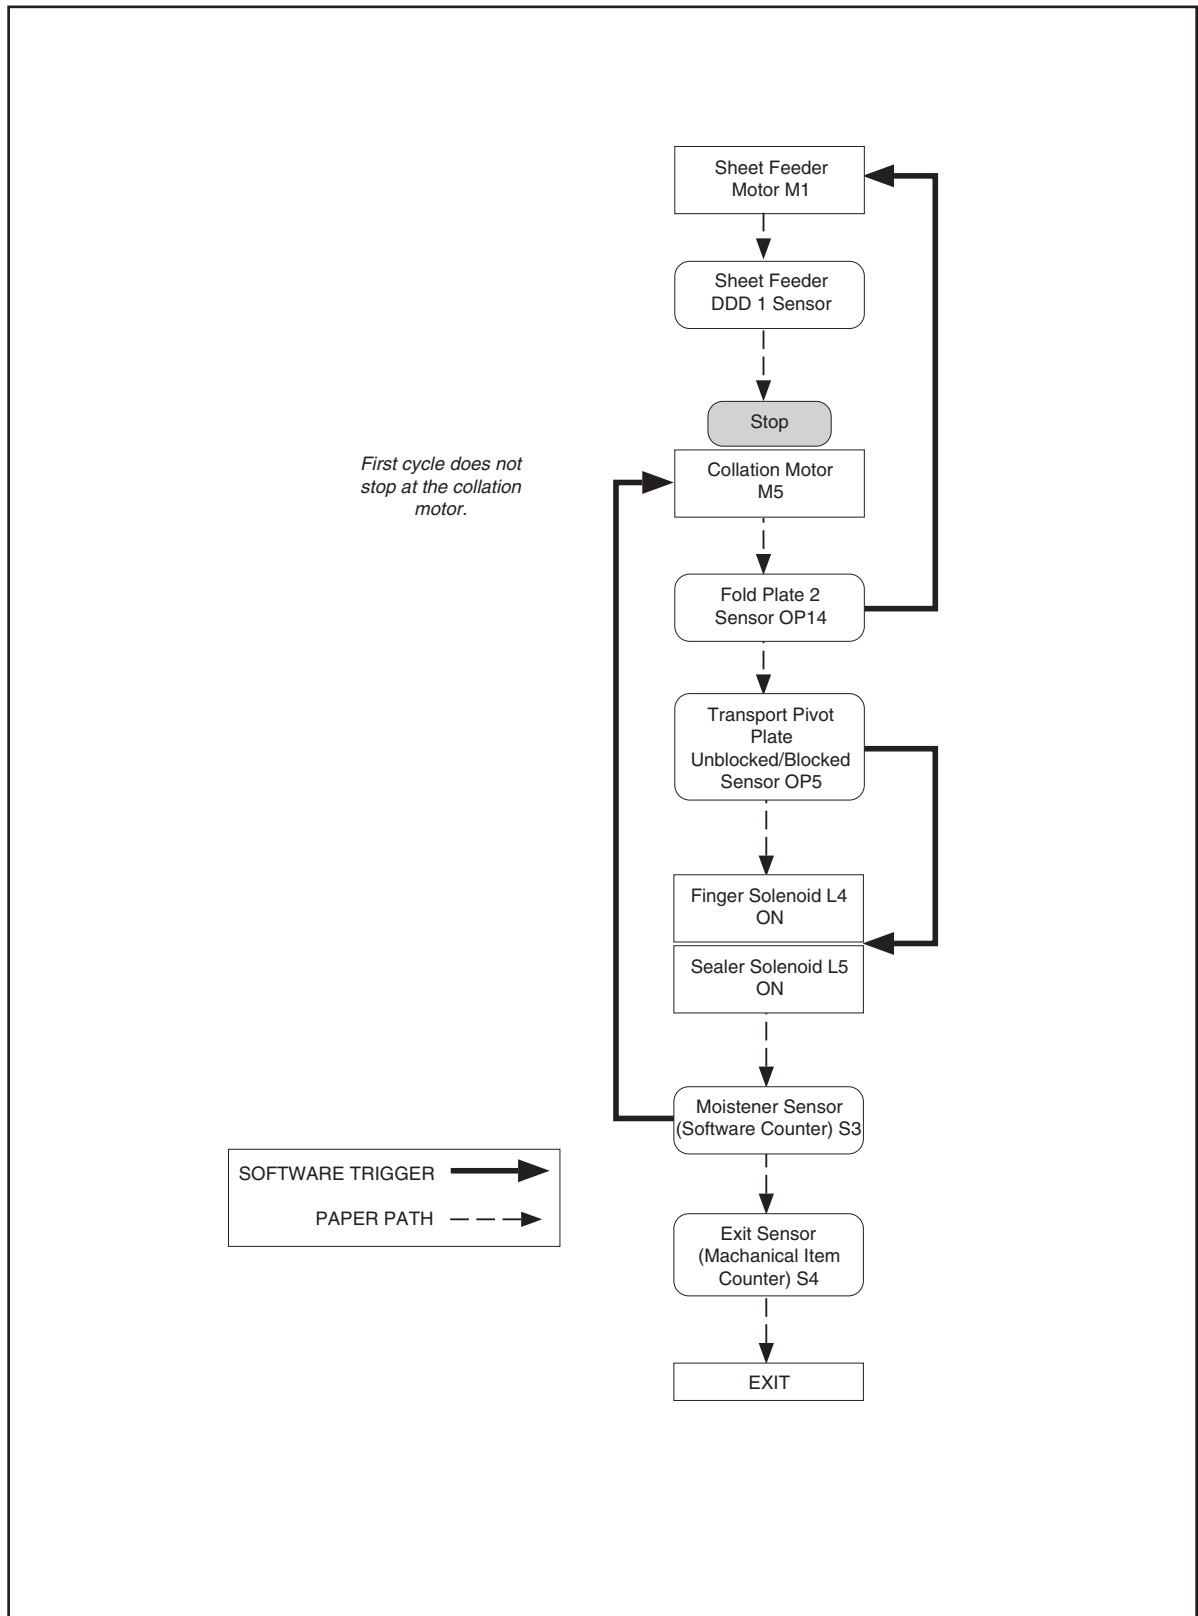 Sheet Feeder
Motor M1
Sheet Feeder
DDD 1 Sensor
Stop
First cycle does not
stop at the collation
motor.
Collation Motor
M5
Fold Plate 2
Sensor OP14
Transport Pivot
Plate
Unblocked/Blocked
Sensor OP5
Finger Solenoid L4
ON
Sealer Solenoid L5
ON
Moistener Sensor
(Software Counter) S3
SOFTWARE TRIGGER
PAPER PATH
Exit Sensor
(Machanical Item
Counter) S4
EXIT